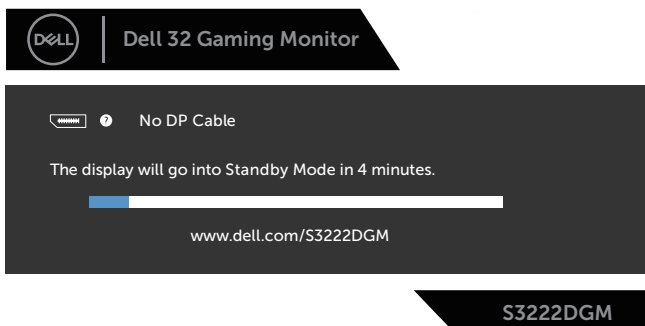 DELL
Dell 32 Gaming Monitor
? No DP Cable
The display will go into Standby Mode in 4 minutes.
www.dell.com/S3222DGM
S3222DGM